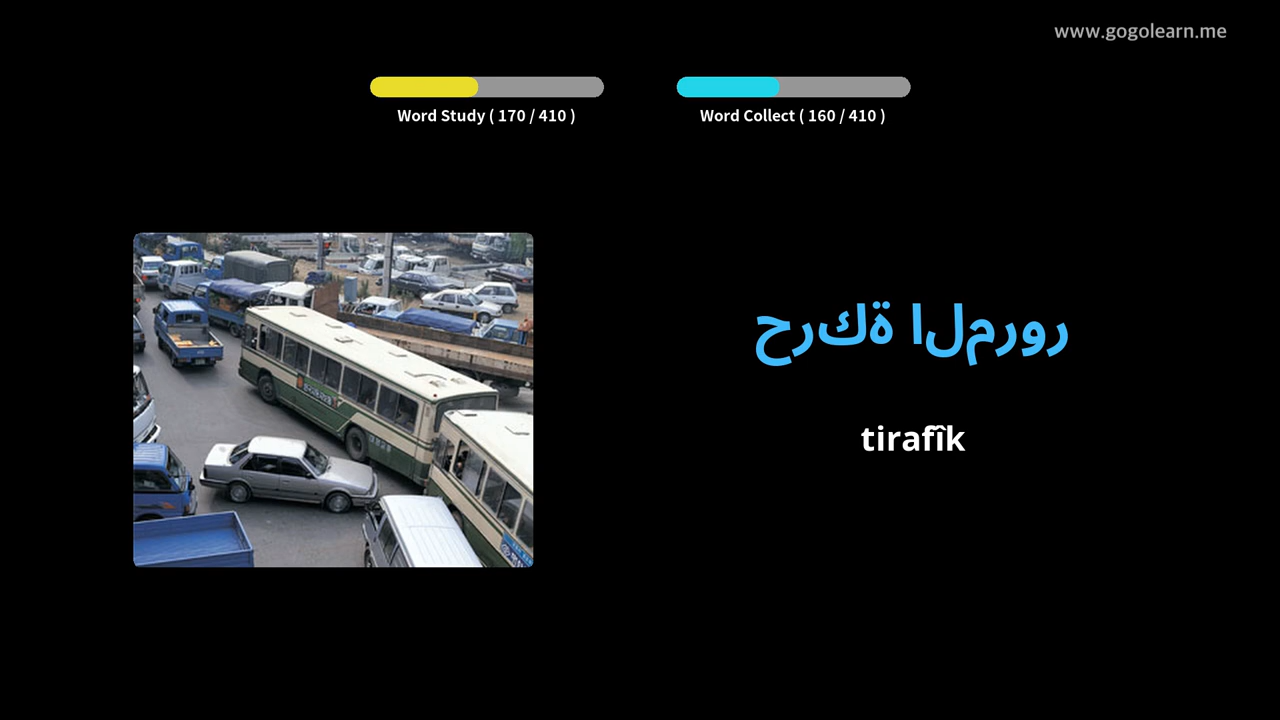 www.gogolearn.me
Word Study ( 170 / 410 )
Word Collect ( 160 / 410 )
حركة المرور
tirafîk